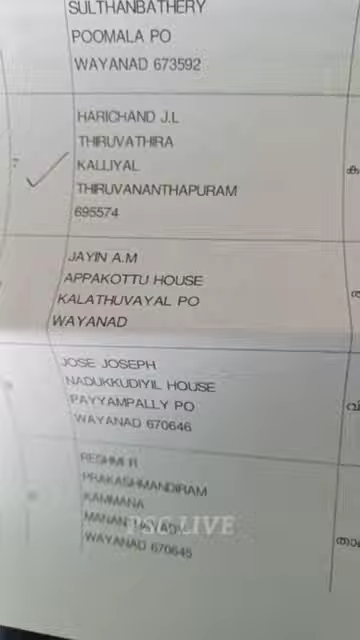 SULTHANBATHERY
POOMALA PO
WAYANAD 673592
HARICHAND J.L
THIRUVATHIRA
KALLIYAL
THIRUVANANTHAPURAM
695574
JAYIN A.M
APPAKOTTU HOUSE
KALATHUVAYAL PO
WAYANAD
JOSE JOSEPH
NADUKKUDIYIL HOUSE
PAYYAMPALLY PO
WAYANAD 670646
RESHMI R
PRAKASHMANDIRAM
KAMMANA
PSC LIVE
WAYANAD 670645